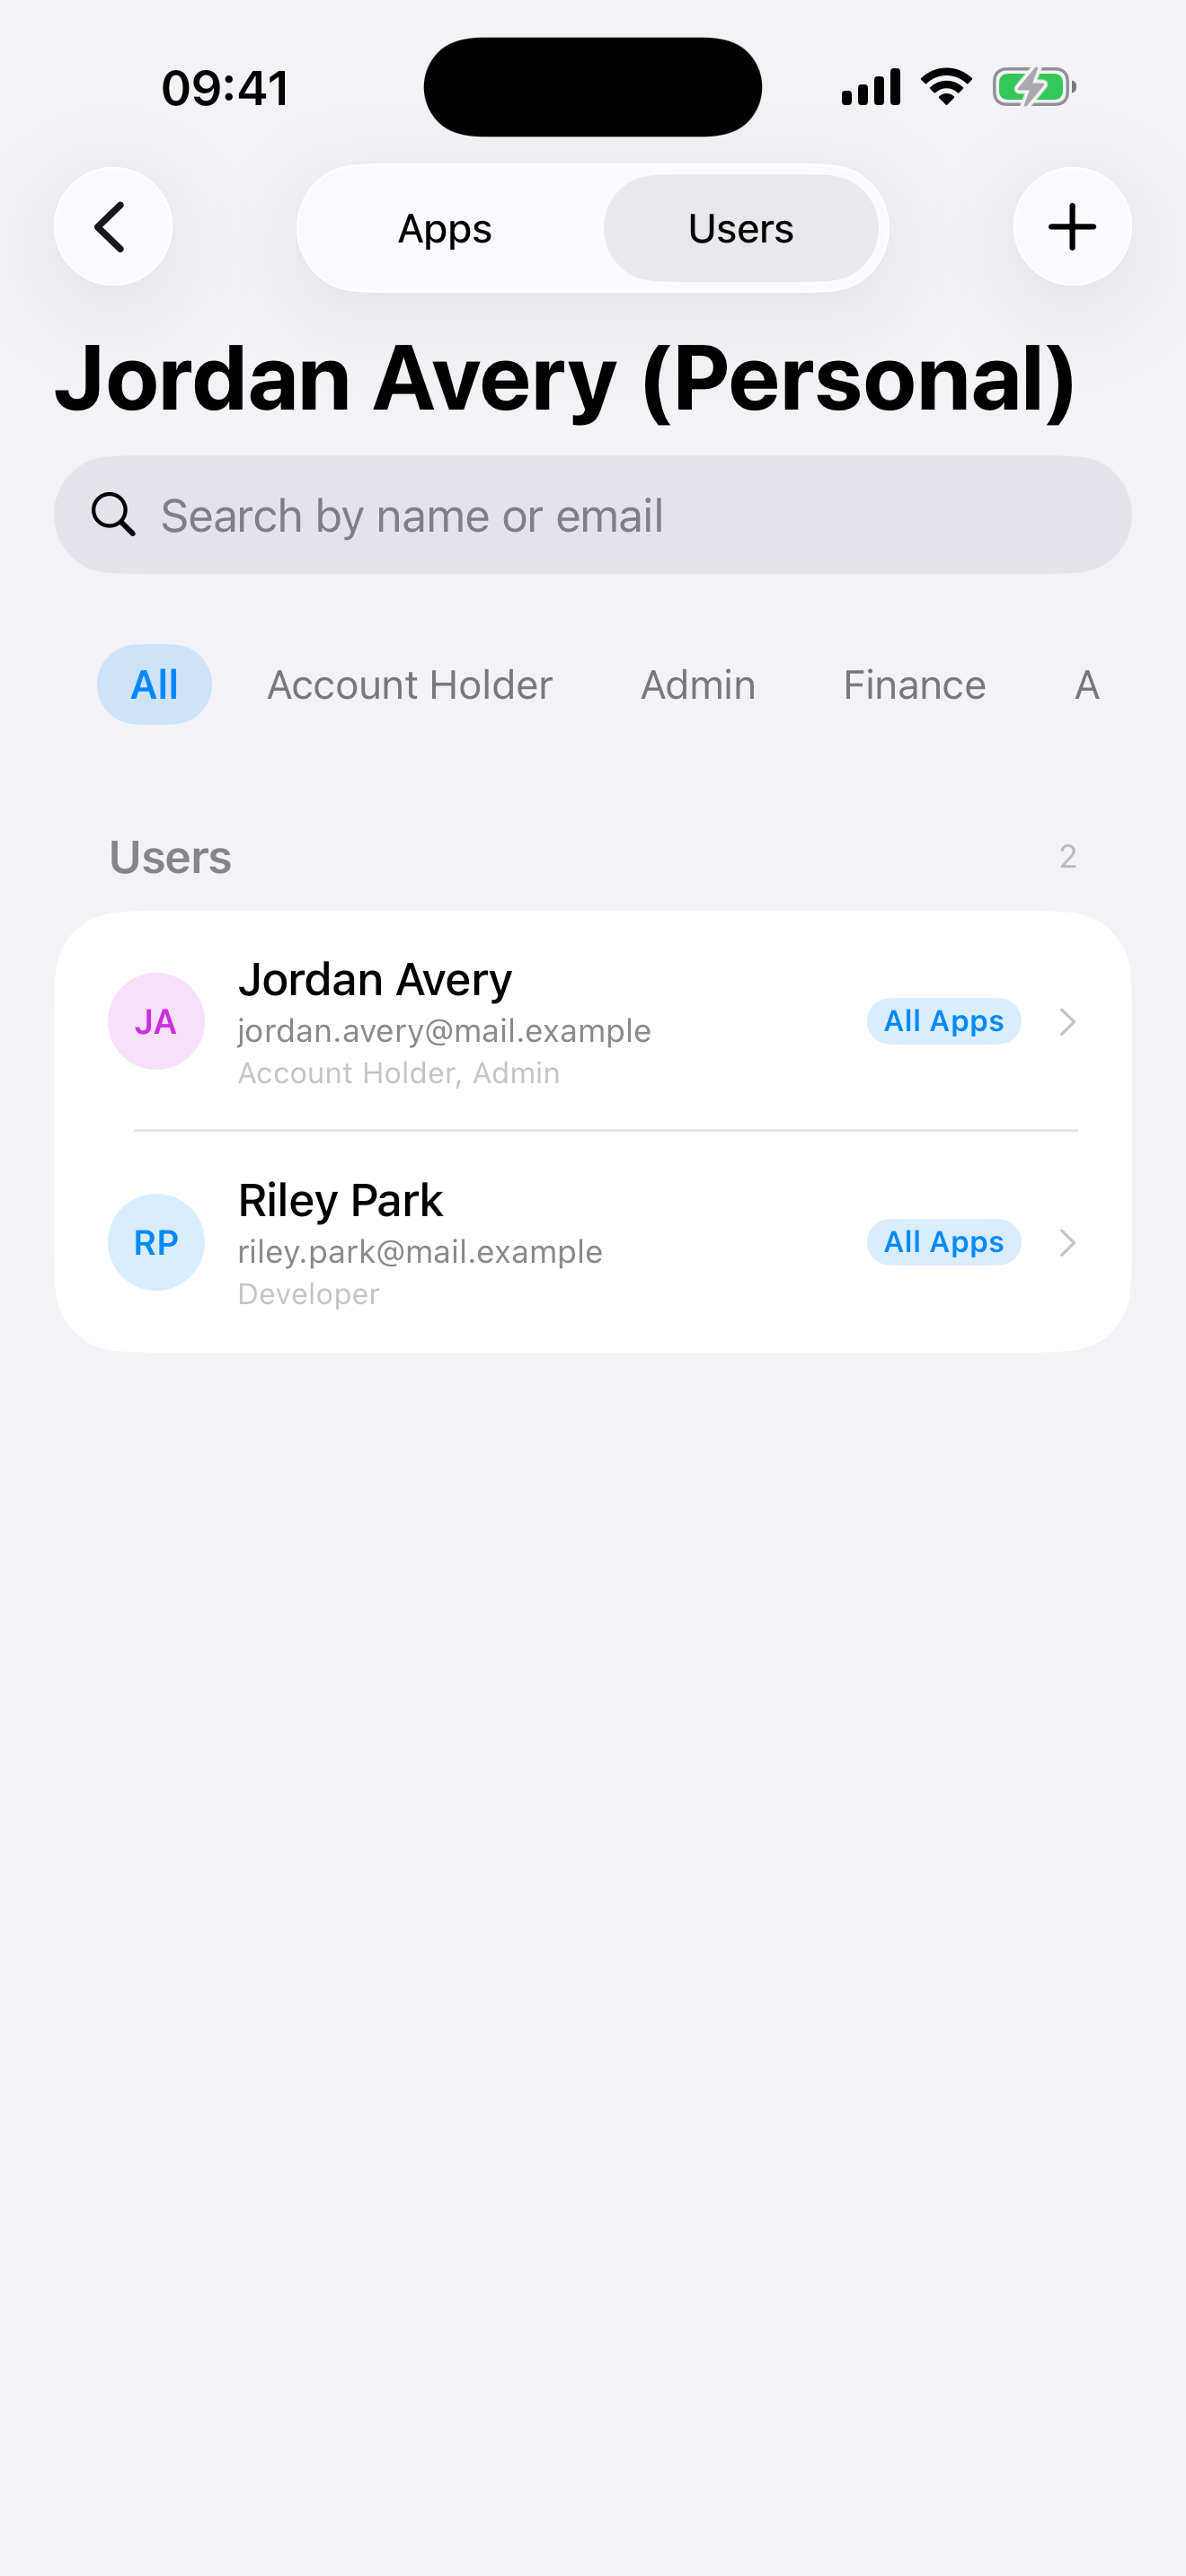 09:41
Apps
Users
Jordan Avery (Personal)
Search by name or email
All
Account Holder
Admin
Finance
A
Users
2
JA
Jordan Avery
jordan.avery@mail.example
Account Holder, Admin
All Apps
RP
Riley Park
riley.park@mail.example
Developer
All Apps